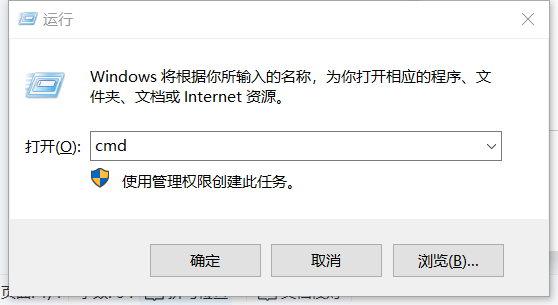 运行
Windows 将根据你所输入的名称，为你打开相应的程序、文
件夹、文档或 Internet 资源。
打开(O): cmd
使用管理权限创建此任务。
确定 取消 浏览(B)...